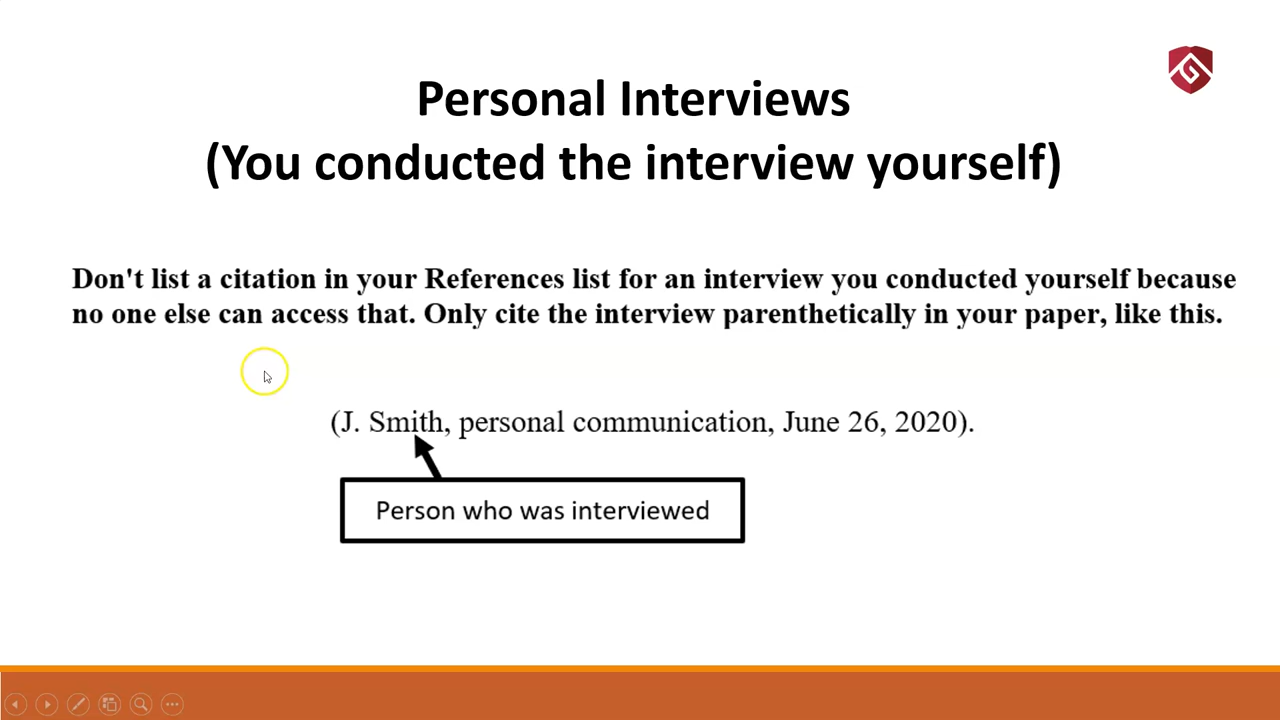 Personal Interviews
(You conducted the interview yourself)
Don't list a citation in your References list for an interview you conducted yourself because
no one else can access that. Only cite the interview parenthetically in your paper, like this.
(J. Smith, personal communication, June 26, 2020).
Person who was interviewed